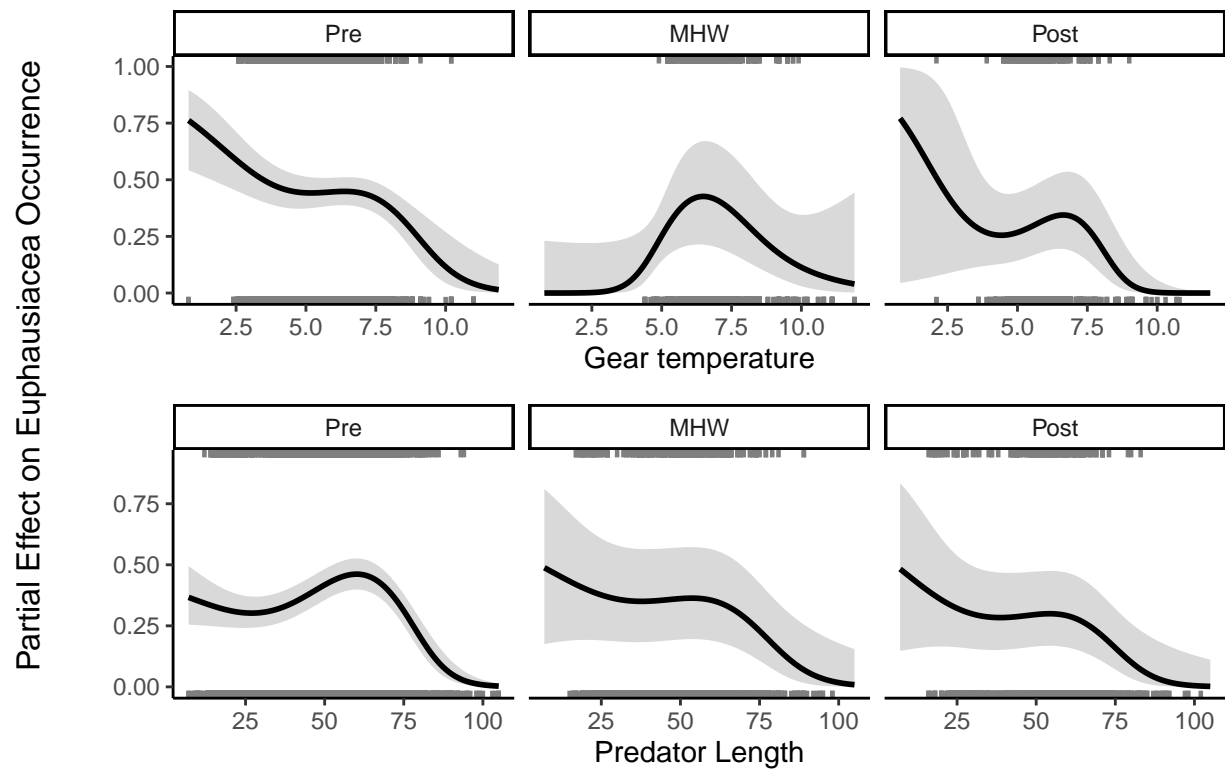 Partial Effect on Euphausiacea Occurrence
Pre MHW Post
1.00
0.75
0.50
0.25
0.00
2.5 5.0 7.5 10.0 2.5 5.0 7.5 10.0 2.5 5.0 7.5 10.0
Gear temperature
Pre MHW Post
0.75
0.50
0.25
0.00
25 50 75 100 25 50 75 100 25 50 75 100
Predator Length